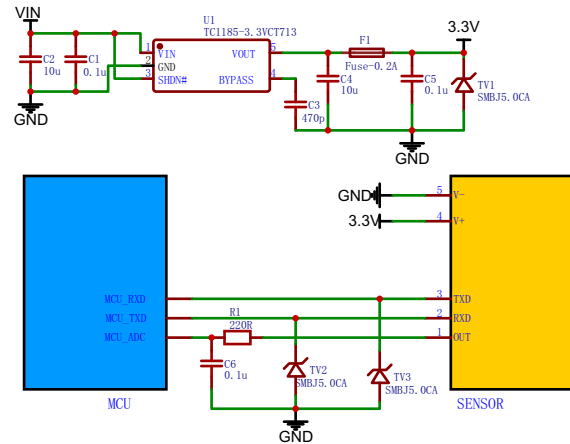 VIN
U1
TC1185-3.3VCT713
1 VIN
2 GND
3 SHDN#
VOUT 5
BYPASS 4
C2
10u
C1
0.1u
GND
C3
470p
C4
10u
F1
Fuse-0.2A
C5
0.1u
3.3V
TV1
SMBJ5.0CA
GND
MCU_RXD
MCU_TXD
MCU_ADC
MCU
R1
220R
C6
0.1u
TV2
SMBJ5.0CA
TV3
SMBJ5.0CA
GND
GND
3.3V
5 V-
4 V+
3 TXD
2 RXD
1 OUT
SENSOR